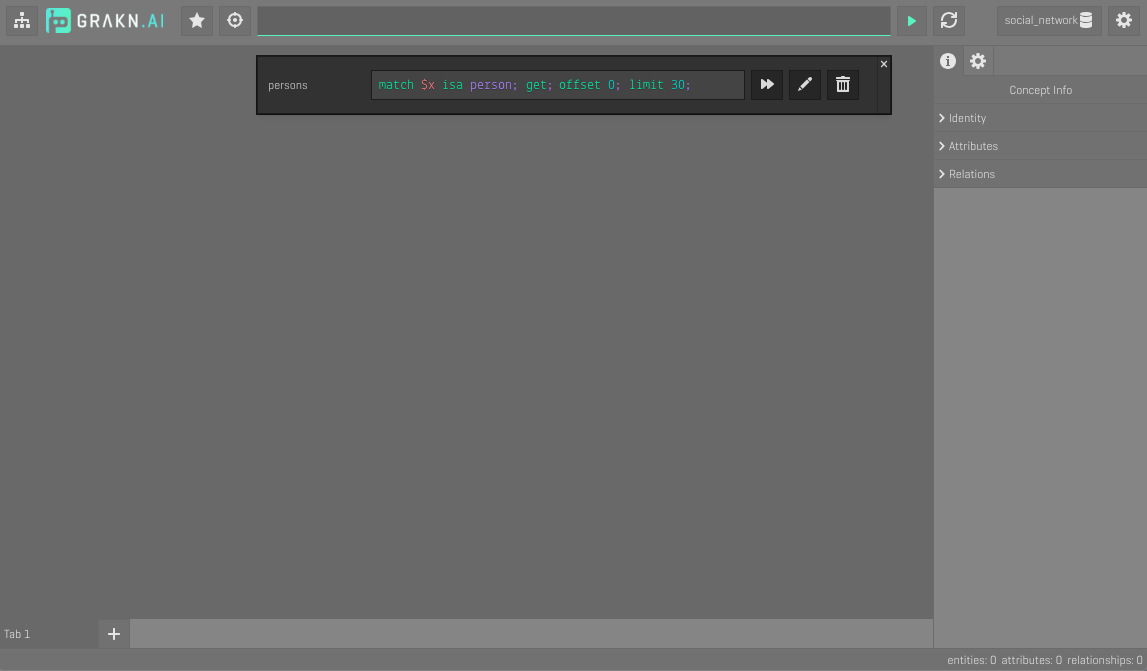 GRAKN.AI
social_network
persons
match $x isa person; get; offset 0; limit 30;
Concept Info
Identity
Attributes
Relations
Tab 1
entities: 0 attributes: 0 relationships: 0